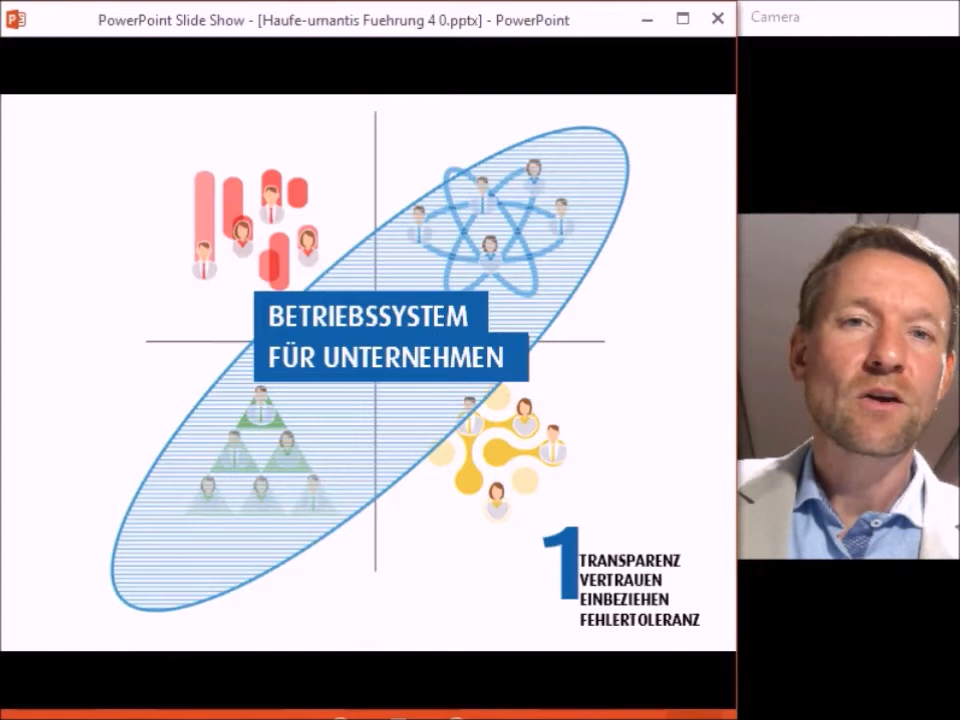 PowerPoint Slide Show - [Haufe-umantis Fuehrung 4 0.pptx] - PowerPoint
Camera
BETRIEBSSYSTEM
FÜR UNTERNEHMEN
1
TRANSPARENZ
VERTRAUEN
EINBEZIEHEN
FEHLERTOLERANZ